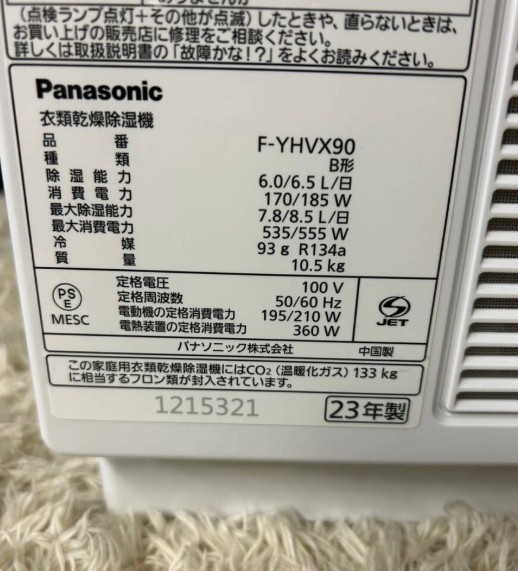 (点検ランプ点灯＋その他が点滅)したときや、直らないときは、
お買い上げの販売店に修理をご相談ください。
詳しくは取扱説明書の「故障かな!?」をよくお読みください。
Panasonic
衣類乾燥除湿機
品番 F-YHVX90
種類 B形
除湿能力 6.0/6.5 L/日
消費電力 170/185 W
最大除湿能力 7.8/8.5 L/日
最大消費電力 535/555 W
冷媒 93 g R134a
質量 10.5 kg
PSE
MESC
定格電圧 100 V
定格周波数 50/60 Hz
電動機の定格消費電力 195/210 W
電熱装置の定格消費電力 360 W
JET
パナソニック株式会社 中国製
この家庭用衣類乾燥除湿機にはCO₂(温暖化ガス)133 kg
に相当するフロン類が封入されています。
1215321 23年製